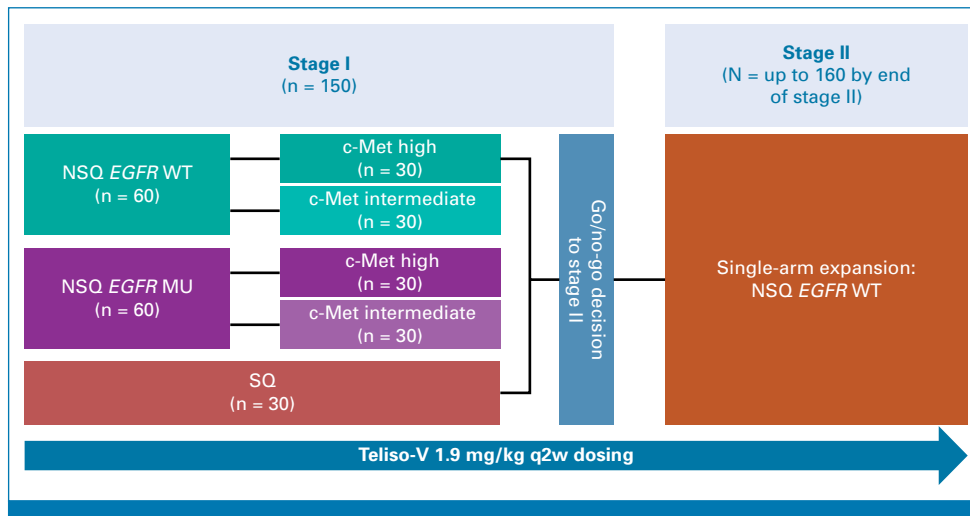 Stage I
(n = 150)
Stage II
(N = up to 160 by end
of stage II)
NSQ EGFR WT
(n = 60)
c-Met high
(n = 30)
c-Met intermediate
(n = 30)
NSQ EGFR MU
(n = 60)
c-Met high
(n = 30)
c-Met intermediate
(n = 30)
SQ
(n = 30)
Go/no-go decision
to stage II
Single-arm expansion:
NSQ EGFR WT
Teliso-V 1.9 mg/kg q2w dosing